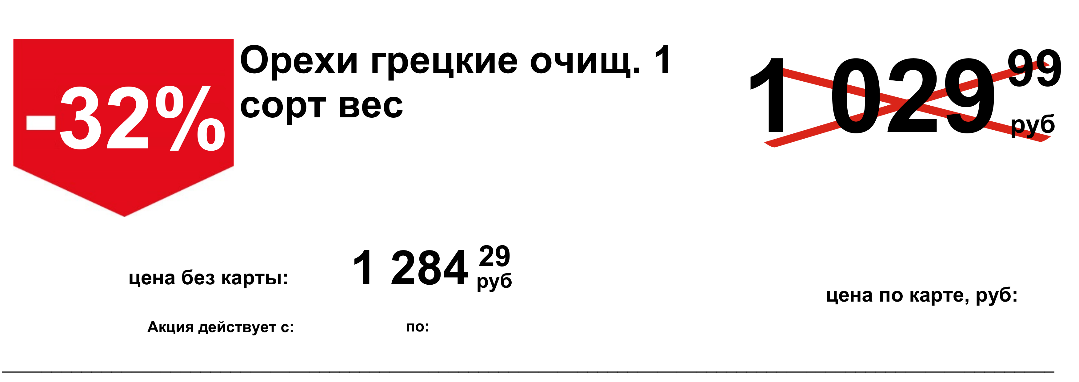 -32%
Орехи грецкие очищ. 1
сорт вес
1 029 99
руб
цена без карты: 1 284 29
руб
цена по карте, руб:
Акция действует с: по: